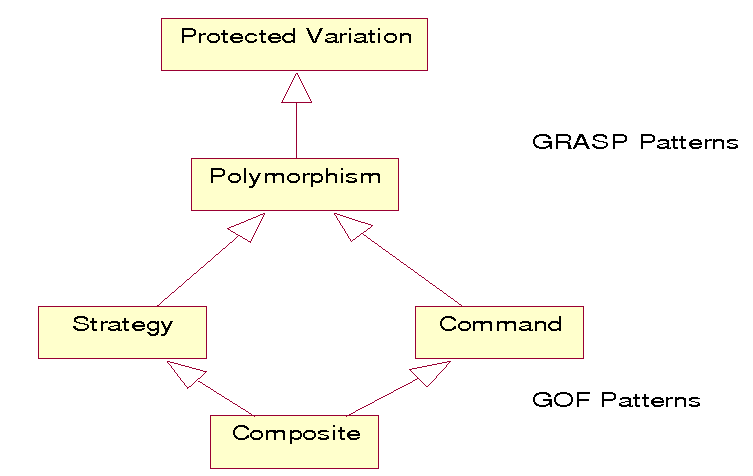 Protected Variation
GRASP Patterns
Polymorphism
Strategy
Command
GOF Patterns
Composite